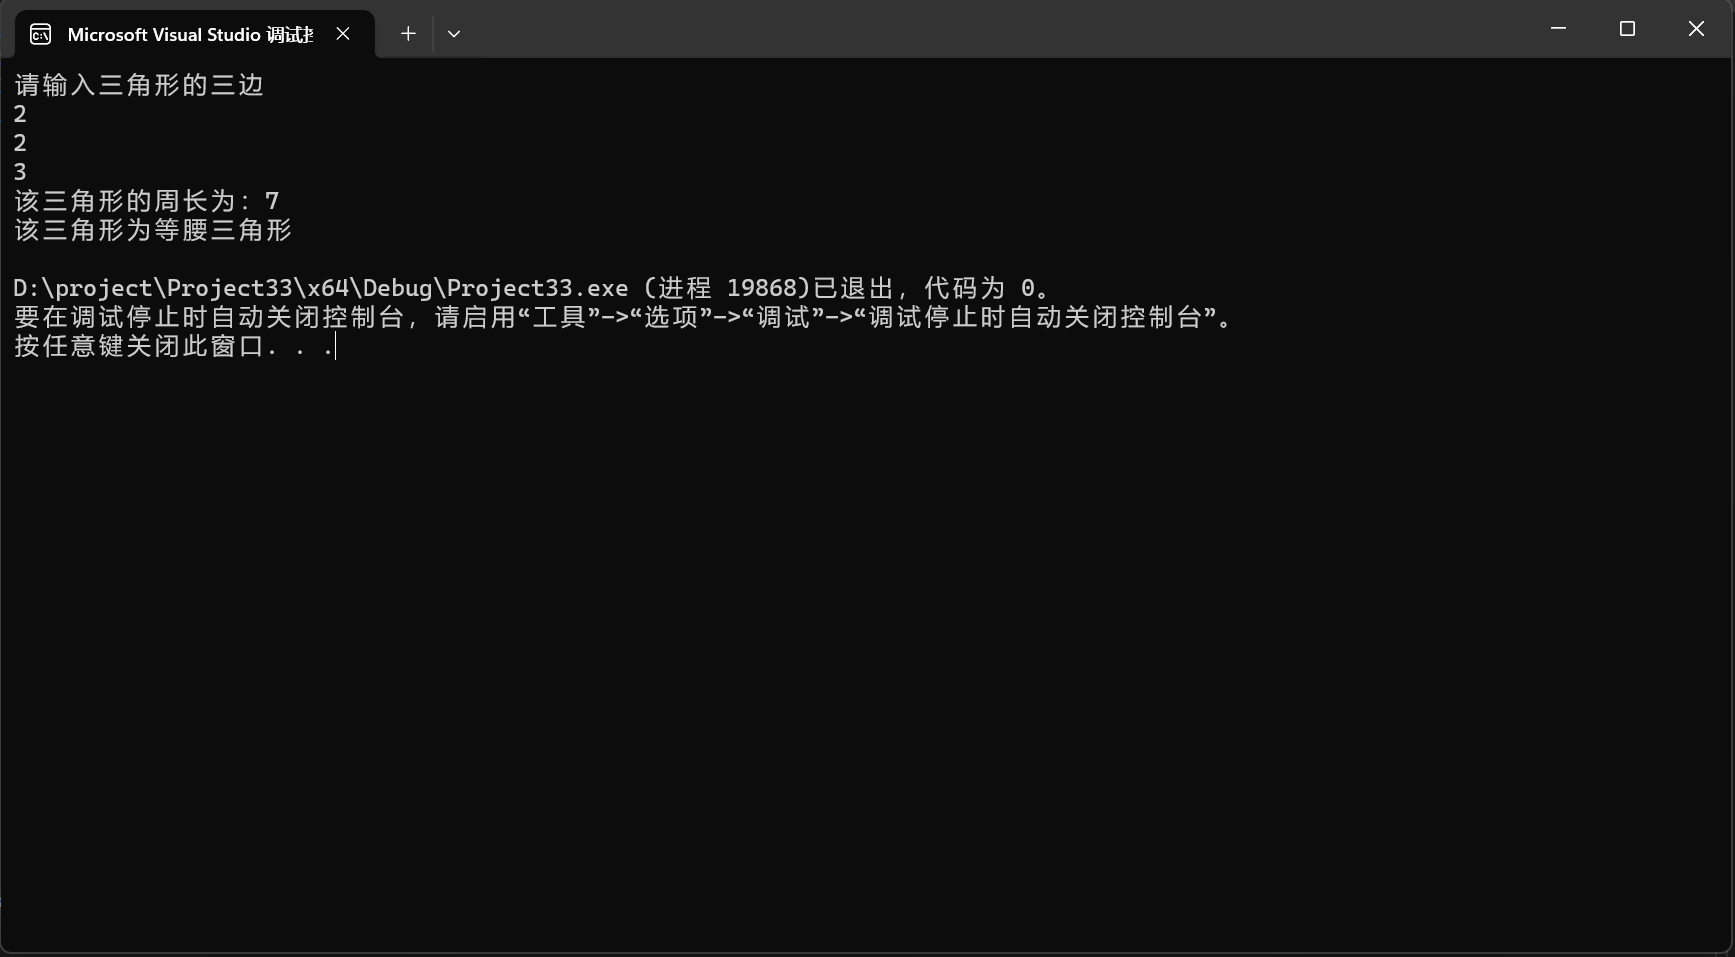 Microsoft Visual Studio 调试
请输入三角形的三边
2
2
3
该三角形的周长为：7
该三角形为等腰三角形
D:\project\Project33\x64\Debug\Project33.exe (进程 19868)已退出，代码为 0。
要在调试停止时自动关闭控制台，请启用“工具”->“选项”->“调试”->“调试停止时自动关闭控制台”。
按任意键关闭此窗口. . .